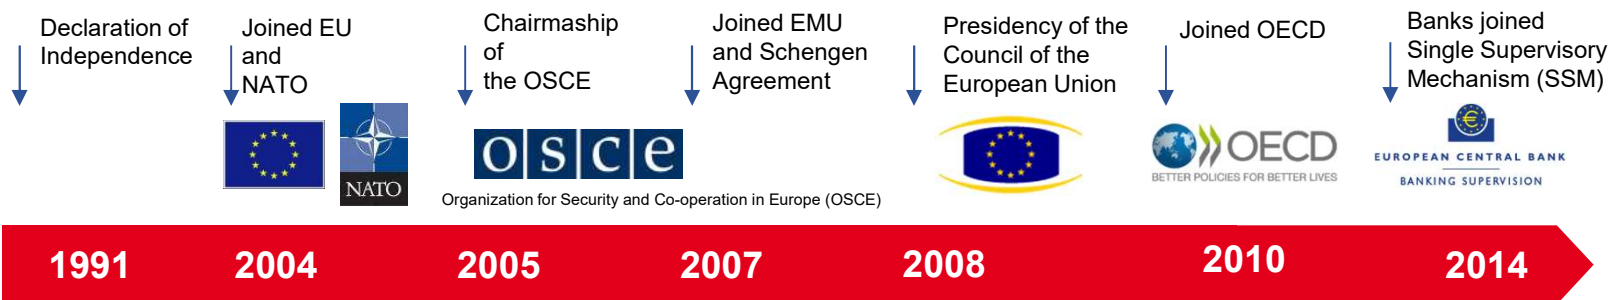 Declaration of
Independence
Joined EU
and
NATO
Chairmaship
of
the OSCE
Joined EMU
and Schengen
Agreement
Presidency of the
Council of the
European Union
Joined OECD
Banks joined
Single Supervisory
Mechanism (SSM)
NATO
osce
Organization for Security and Co-operation in Europe (OSCE)
OECD
BETTER POLICIES FOR BETTER LIVES
EUROPEAN CENTRAL BANK
BANKING SUPERVISION
1991
2004
2005
2007
2008
2010
2014